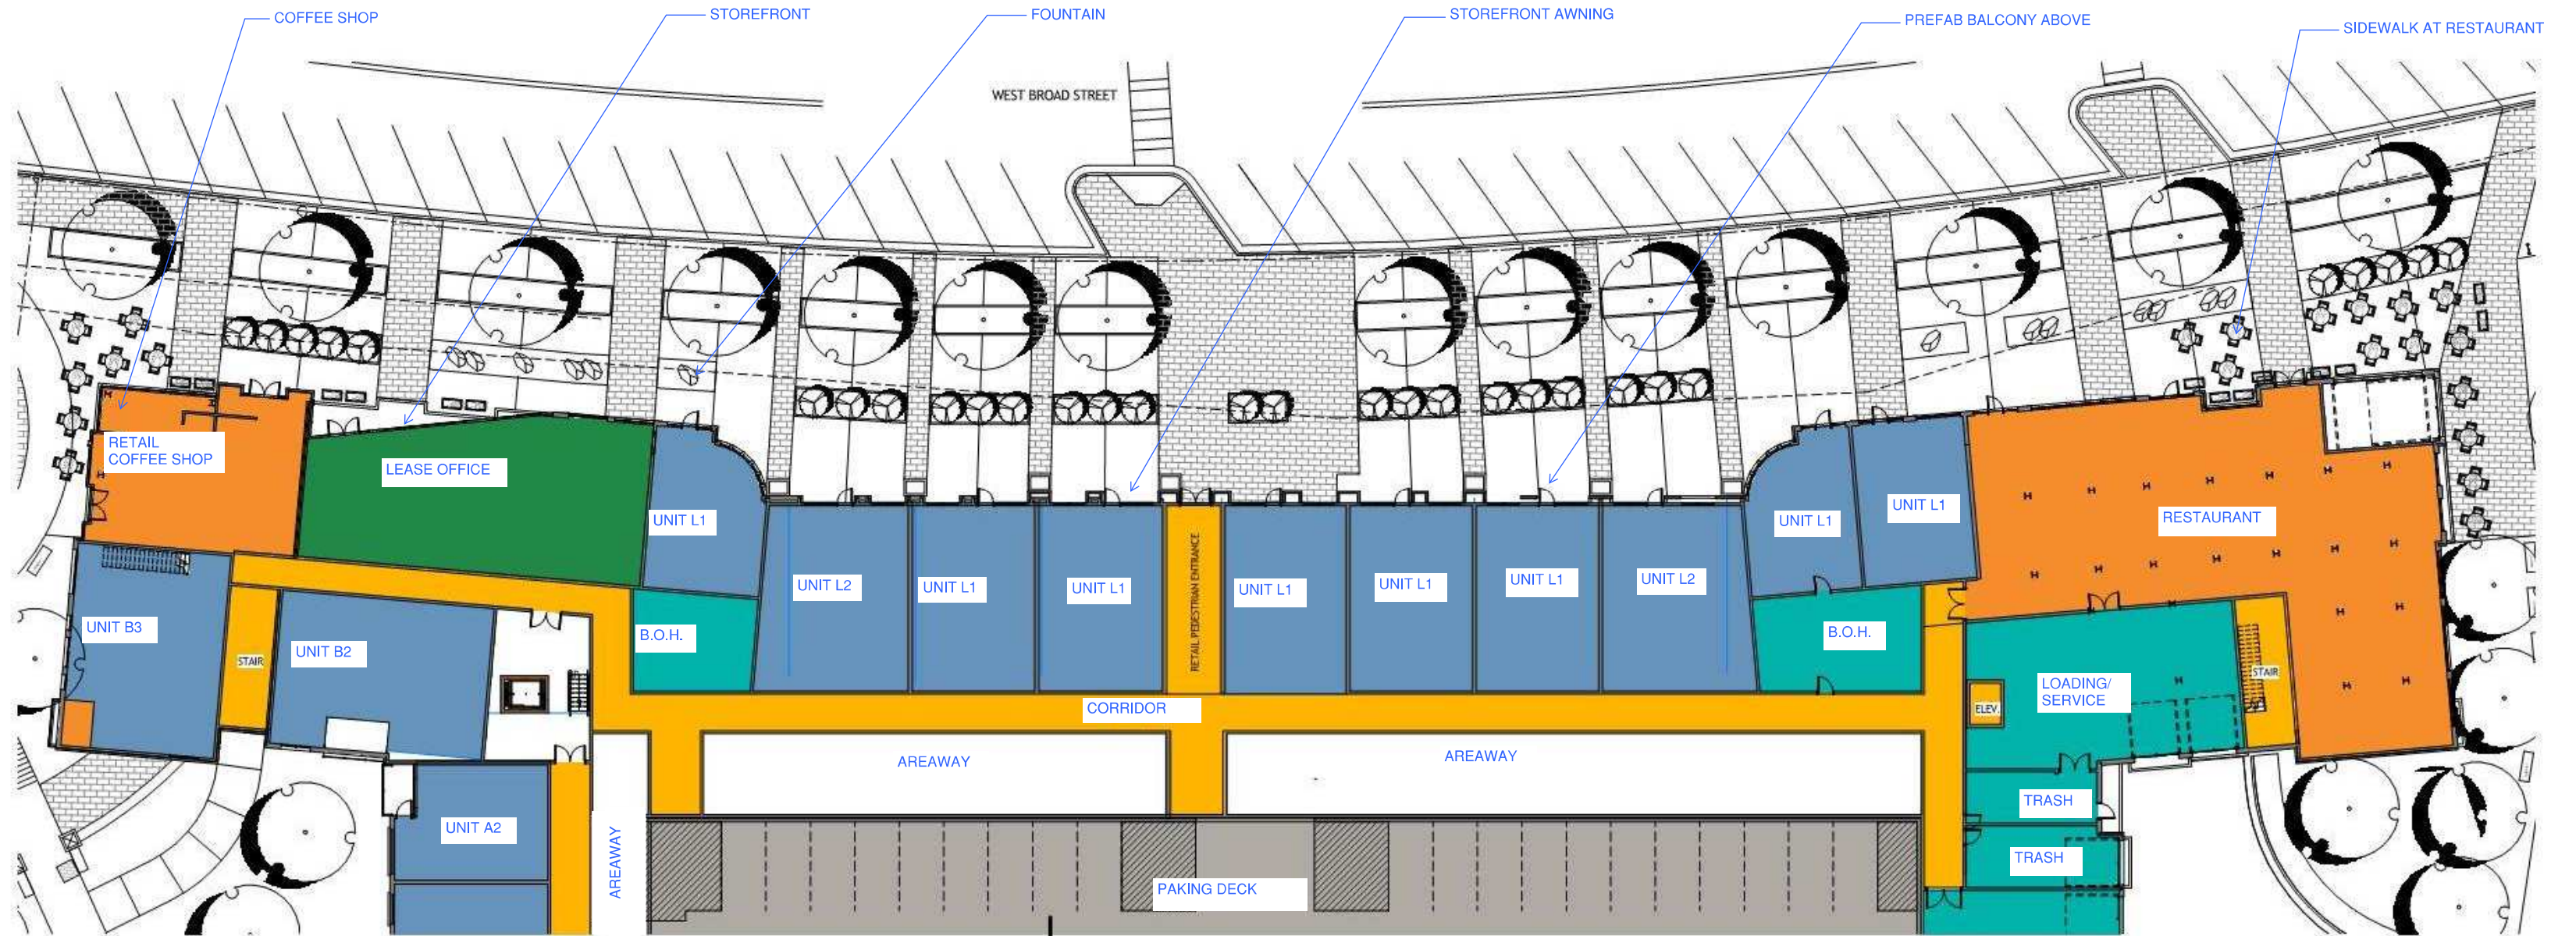 COFFEE SHOP
STOREFRONT
FOUNTAIN
STOREFRONT AWNING
PREFAB BALCONY ABOVE
SIDEWALK AT RESTAURANT
WEST BROAD STREET
RETAIL
COFFEE SHOP
LEASE OFFICE
UNIT L1
UNIT L2
UNIT L1
UNIT L1
RETAIL PEDESTRIAN ENTRANCE
UNIT L1
UNIT L1
UNIT L1
UNIT L2
UNIT L1
UNIT L1
RESTAURANT
UNIT B3
STAIR
UNIT B2
B.O.H.
B.O.H.
LOADING/
SERVICE
STAIR
ELEV.
CORRIDOR
AREAWAY
AREAWAY
UNIT A2
AREAWAY
PAKING DECK
TRASH
TRASH